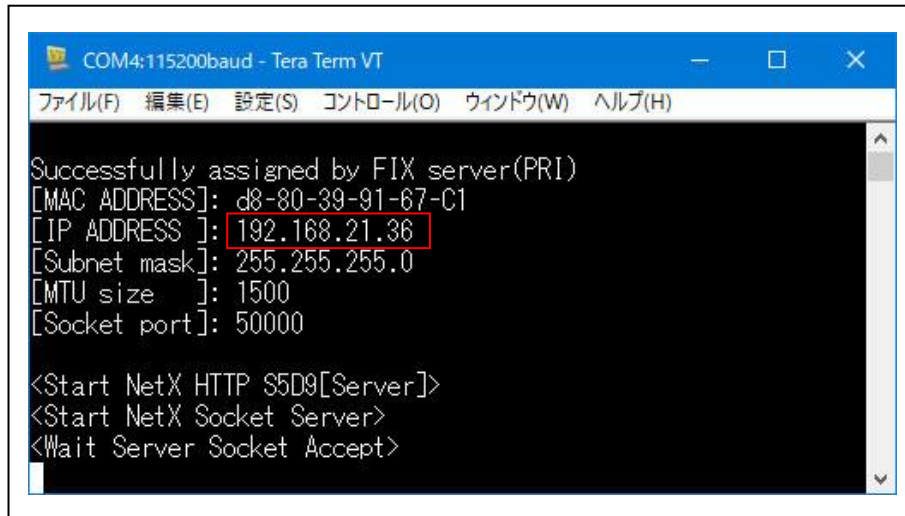 COM4:115200baud - Tera Term VT
ファイル(F) 編集(E) 設定(S) コントロール(O) ウィンドウ(W) ヘルプ(H)
Successfully assigned by FIX server(PRI)
[MAC ADDRESS]: d8-80-39-91-67-C1
[IP ADDRESS ]: 192.168.21.36
[Subnet mask]: 255.255.255.0
[MTU size   ]: 1500
[Socket port]: 50000
<Start NetX HTTP S5D9[Server]>
<Start NetX Socket Server>
<Wait Server Socket Accept>